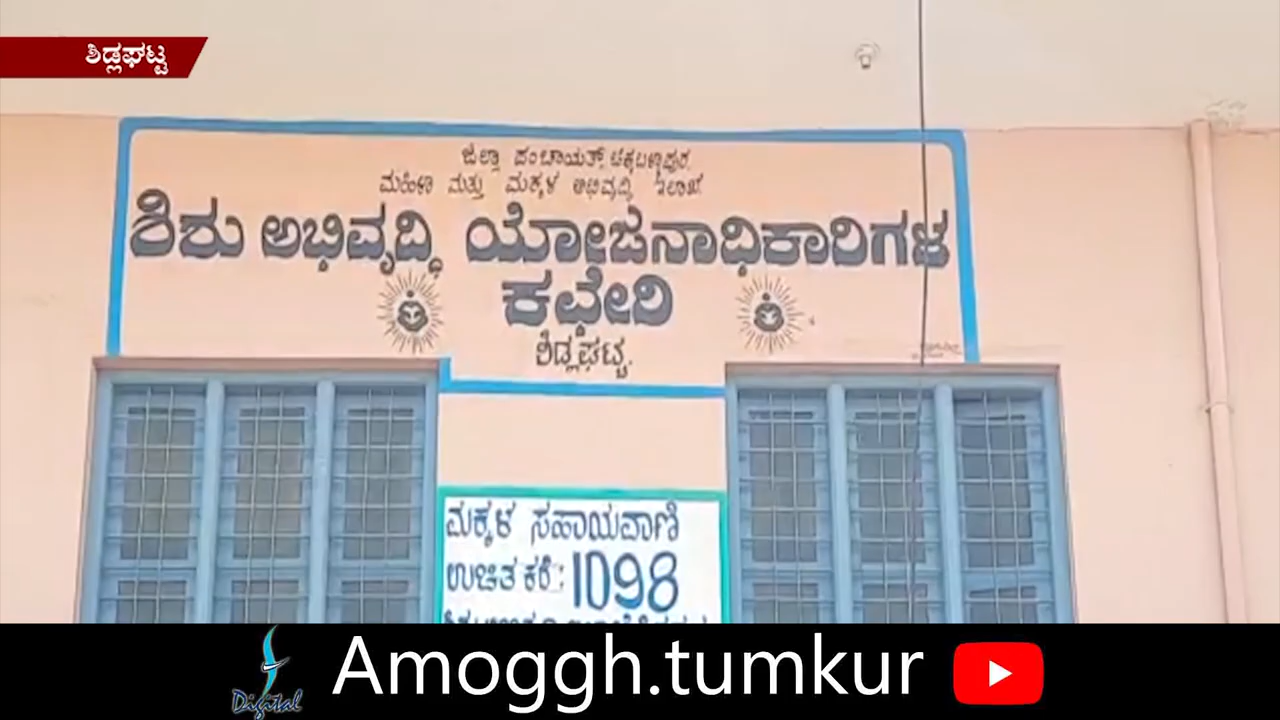 ಶಿಡ್ಲಘಟ್ಟ
ಜಿಲ್ಲಾ ಪಂಚಾಯತ್, ಚಿಕ್ಕಬಳ್ಳಾಪುರ.
ಮಹಿಳಾ ಮತ್ತು ಮಕ್ಕಳ ಅಭಿವೃದ್ಧಿ ಇಲಾಖೆ
ಶಿಶು ಅಭಿವೃದ್ಧಿ ಯೋಜನಾಧಿಕಾರಿಗಳ
ಕಛೇರಿ
ಶಿಡ್ಲಘಟ್ಟ.
ಮಕ್ಕಳ ಸಹಾಯವಾಣಿ
ಉಚಿತ ಕರೆ: 1098
Digital
Amoggh.tumkur